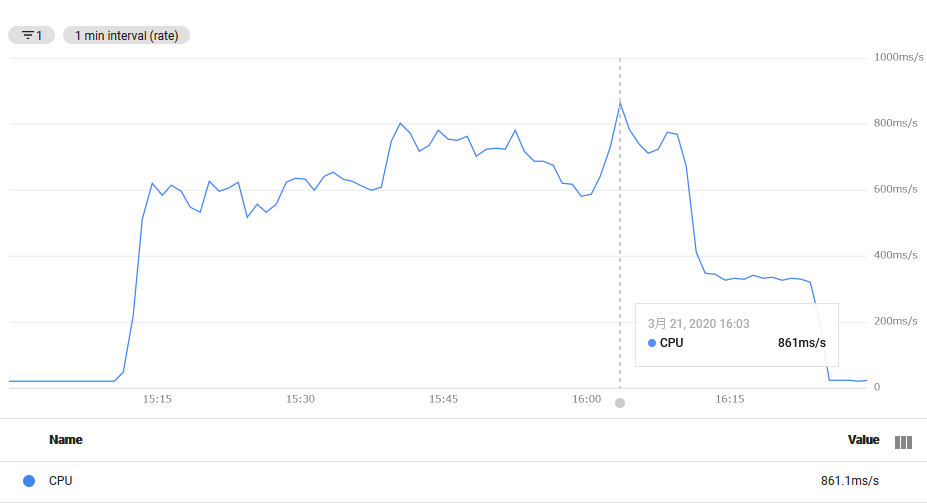 1 1 min interval (rate)
1000ms/s
800ms/s
600ms/s
400ms/s
200ms/s
3月 21, 2020 16:03
CPU 861ms/s
0
15:15 15:30 15:45 16:00 16:15
Name Value
CPU 861.1ms/s